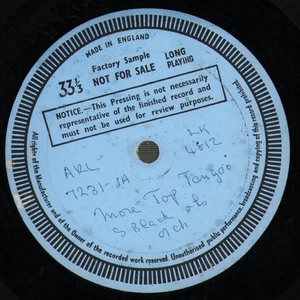 MADE IN ENGLAND
33⅓
Factory Sample
NOT FOR SALE
LONG
PLAYING
NOTICE.—This Pressing is not necessarily
representative of the finished record and
must not be used for review purposes.
ARL
LK
7231-1A
4312
More Top Tangos
S Black &
Orch
All rights of the Manufacturer and of the Owner of the recorded work reserved. Unauthorised public performance, broadcasting and copying of this record prohibited.